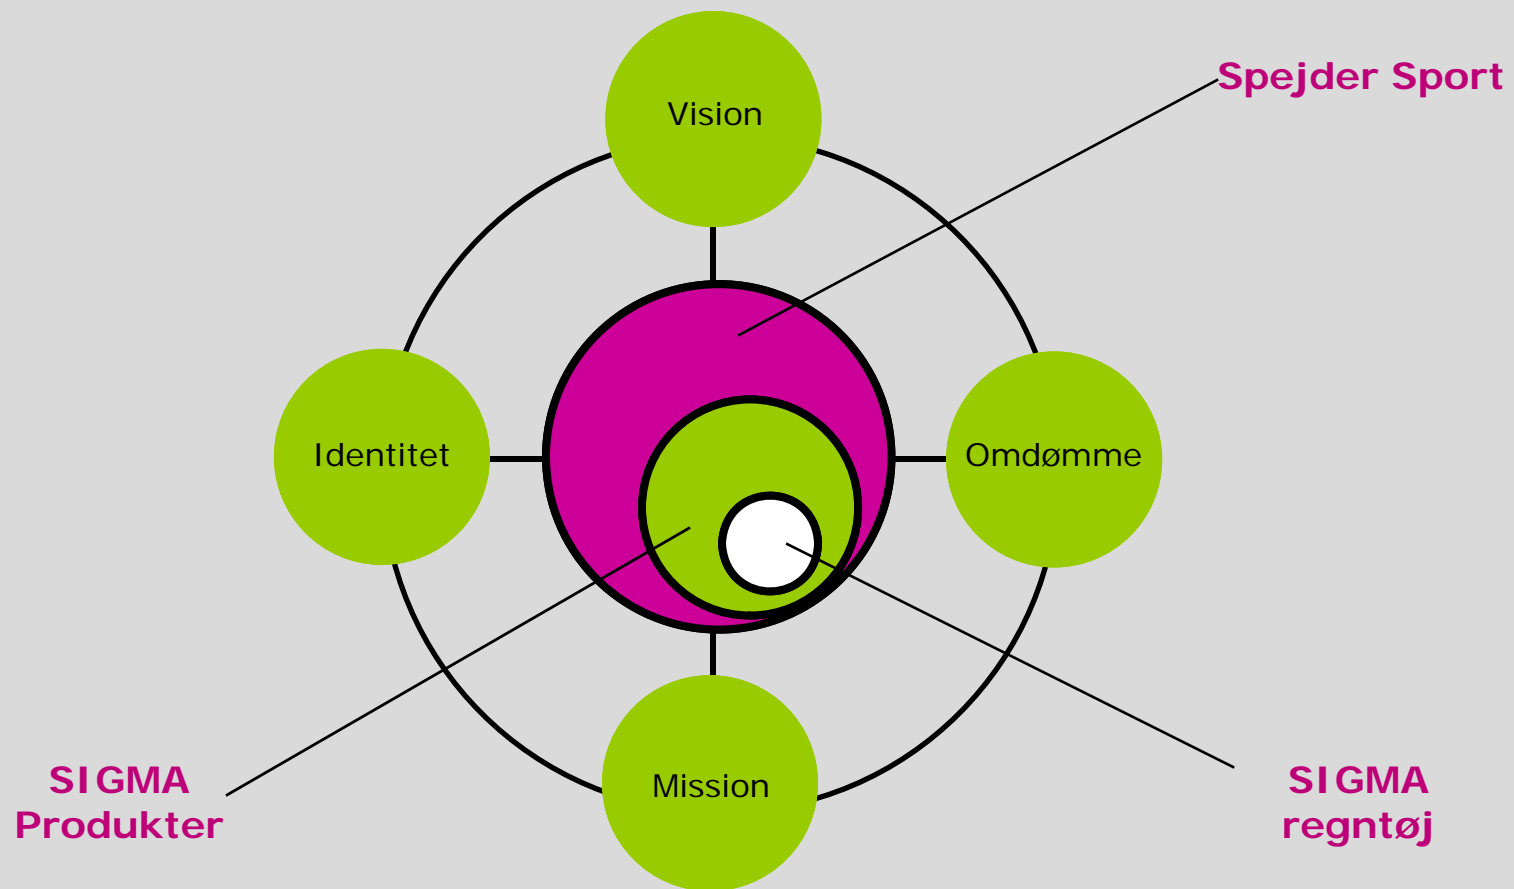 Spejder Sport
Vision
Identitet
Omdømme
SIGMA
Produkter
Mission
SIGMA
regntøj